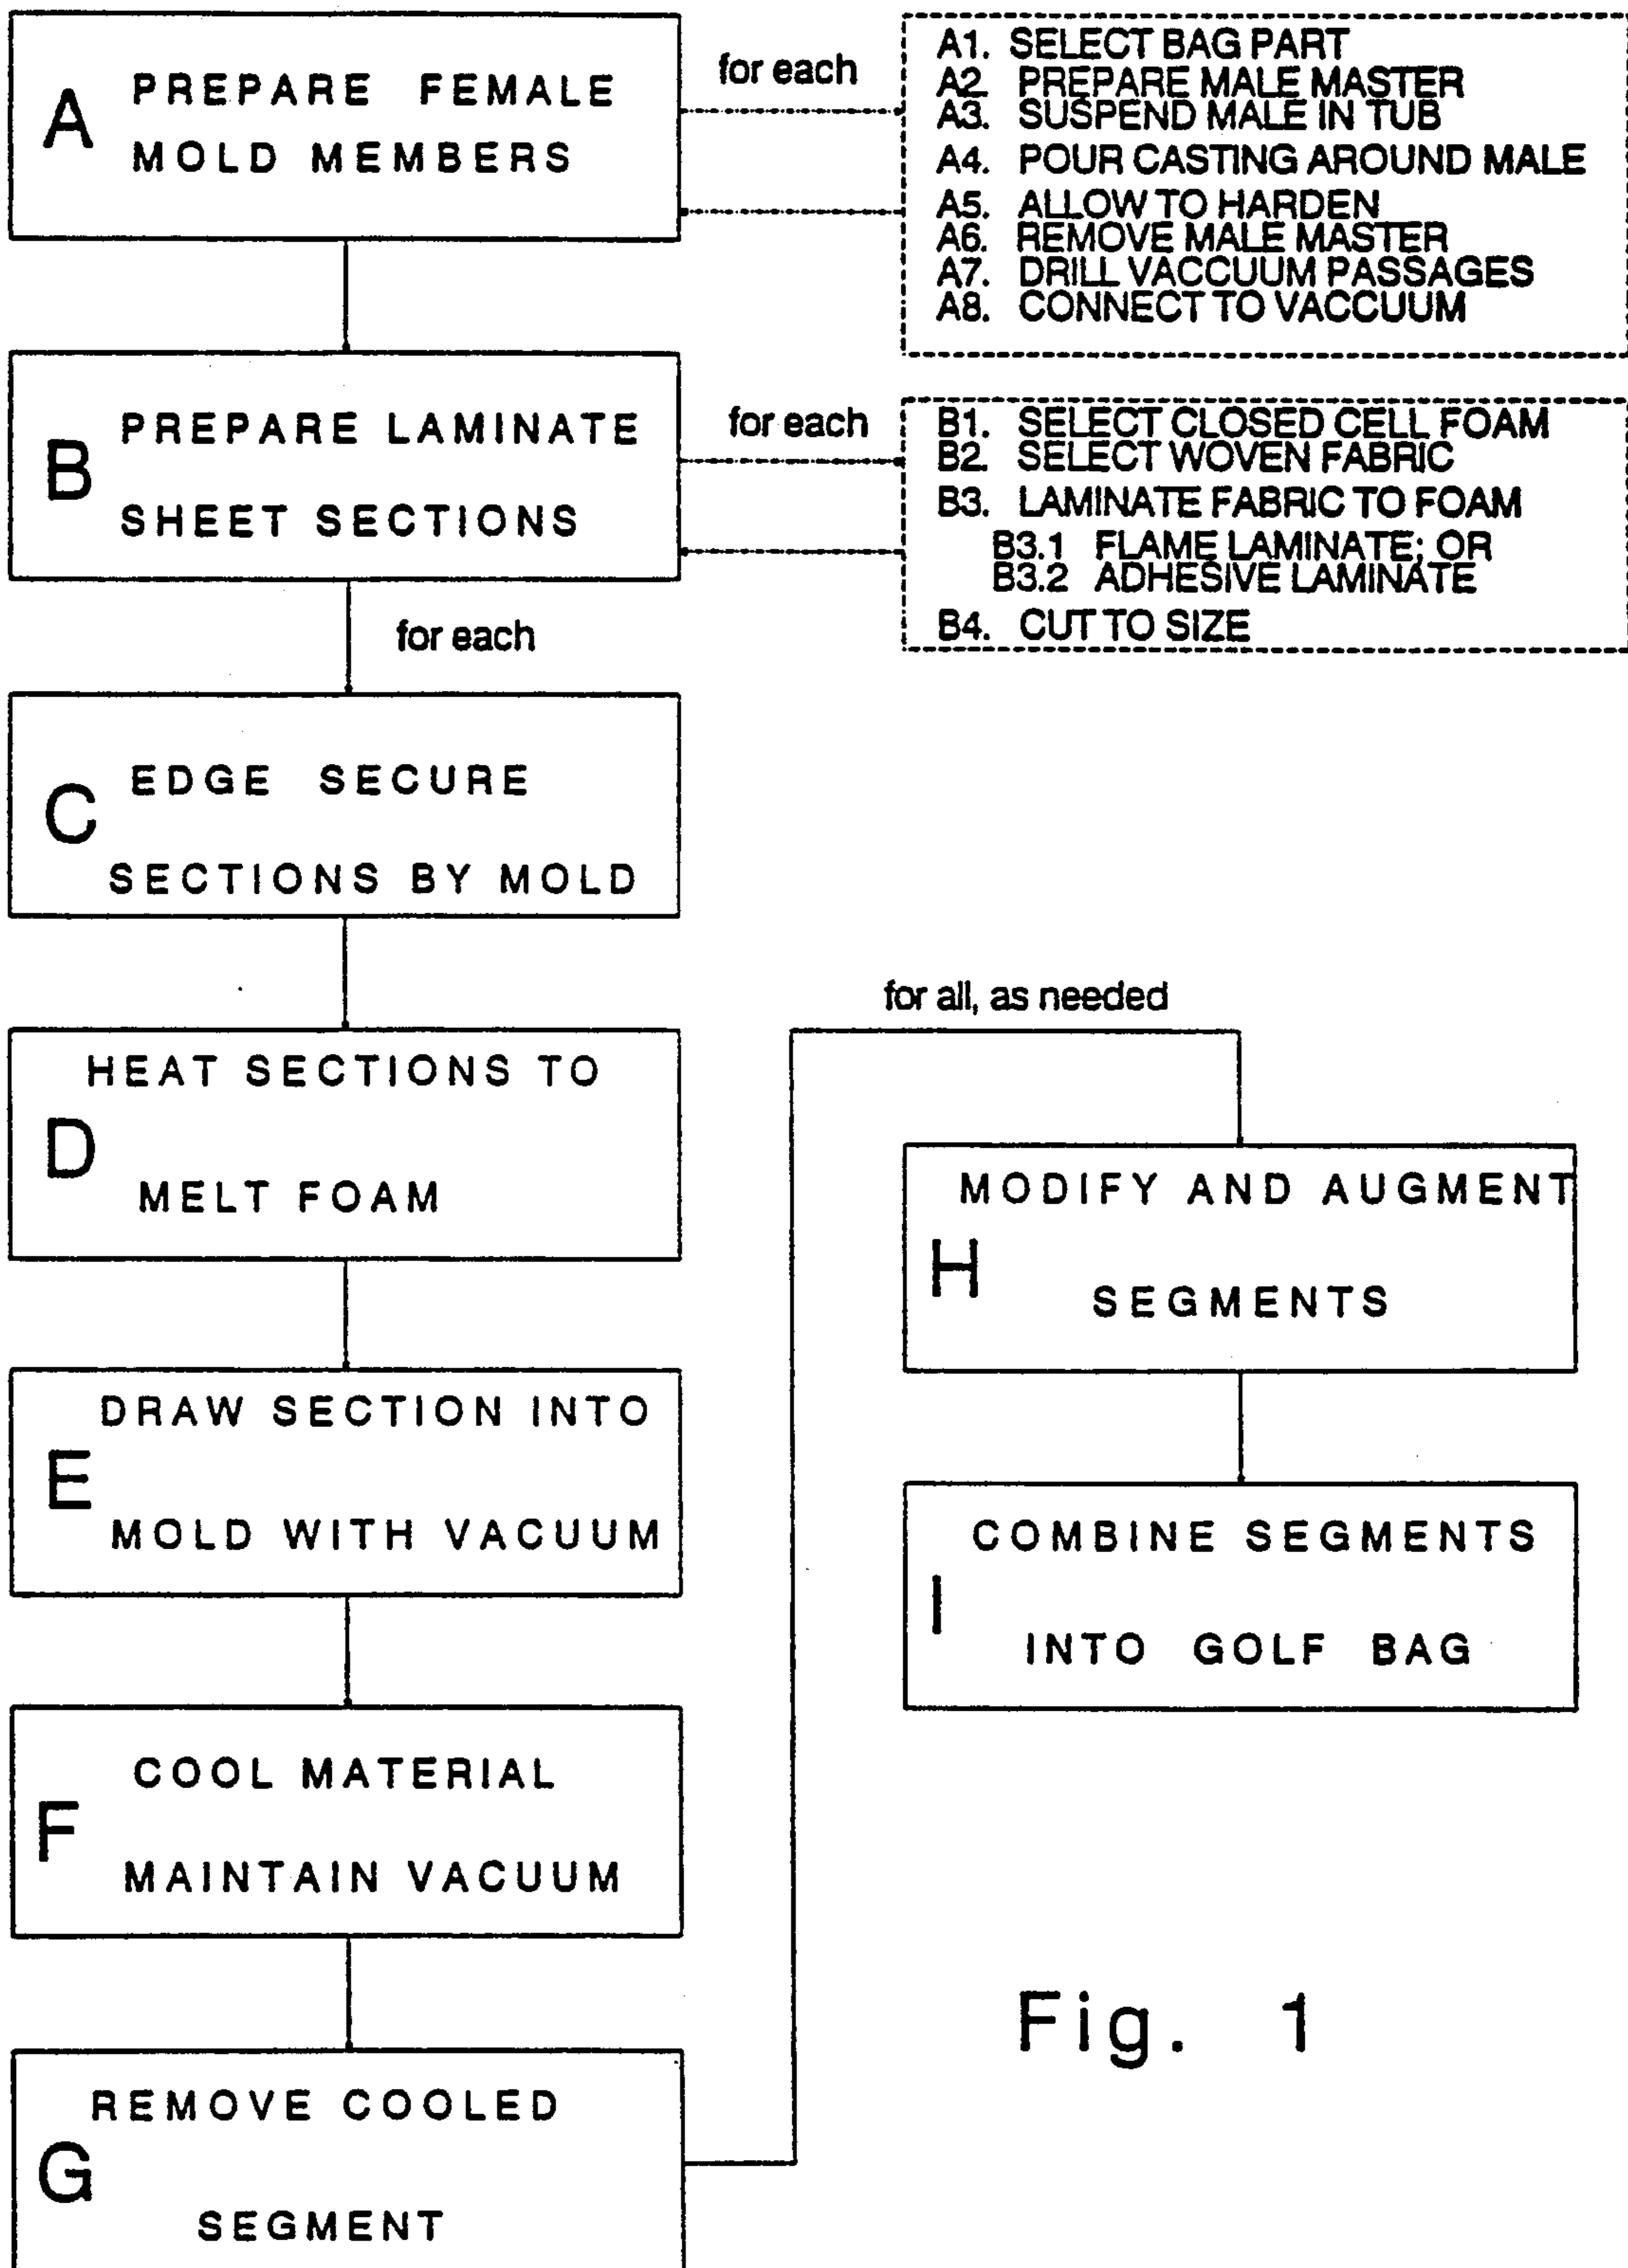 A
PREPARE FEMALE
MOLD MEMBERS
for each
A1. SELECT BAG PART
A2. PREPARE MALE MASTER
A3. SUSPEND MALE IN TUB
A4. POUR CASTING AROUND MALE
A5. ALLOW TO HARDEN
A6. REMOVE MALE MASTER
A7. DRILL VACCUUM PASSAGES
A8. CONNECT TO VACCUUM
B
PREPARE LAMINATE
SHEET SECTIONS
for each
B1. SELECT CLOSED CELL FOAM
B2. SELECT WOVEN FABRIC
B3. LAMINATE FABRIC TO FOAM
B3.1 FLAME LAMINATE; OR
B3.2 ADHESIVE LAMINATE
B4. CUT TO SIZE
for each
C
EDGE SECURE
SECTIONS BY MOLD
HEAT SECTIONS TO
D
MELT FOAM
DRAW SECTION INTO
E
MOLD WITH VACUUM
COOL MATERIAL
F
MAINTAIN VACUUM
REMOVE COOLED
G
SEGMENT
for all, as needed
MODIFY AND AUGMENT
H
SEGMENTS
COMBINE SEGMENTS
I
INTO GOLF BAG
Fig. 1